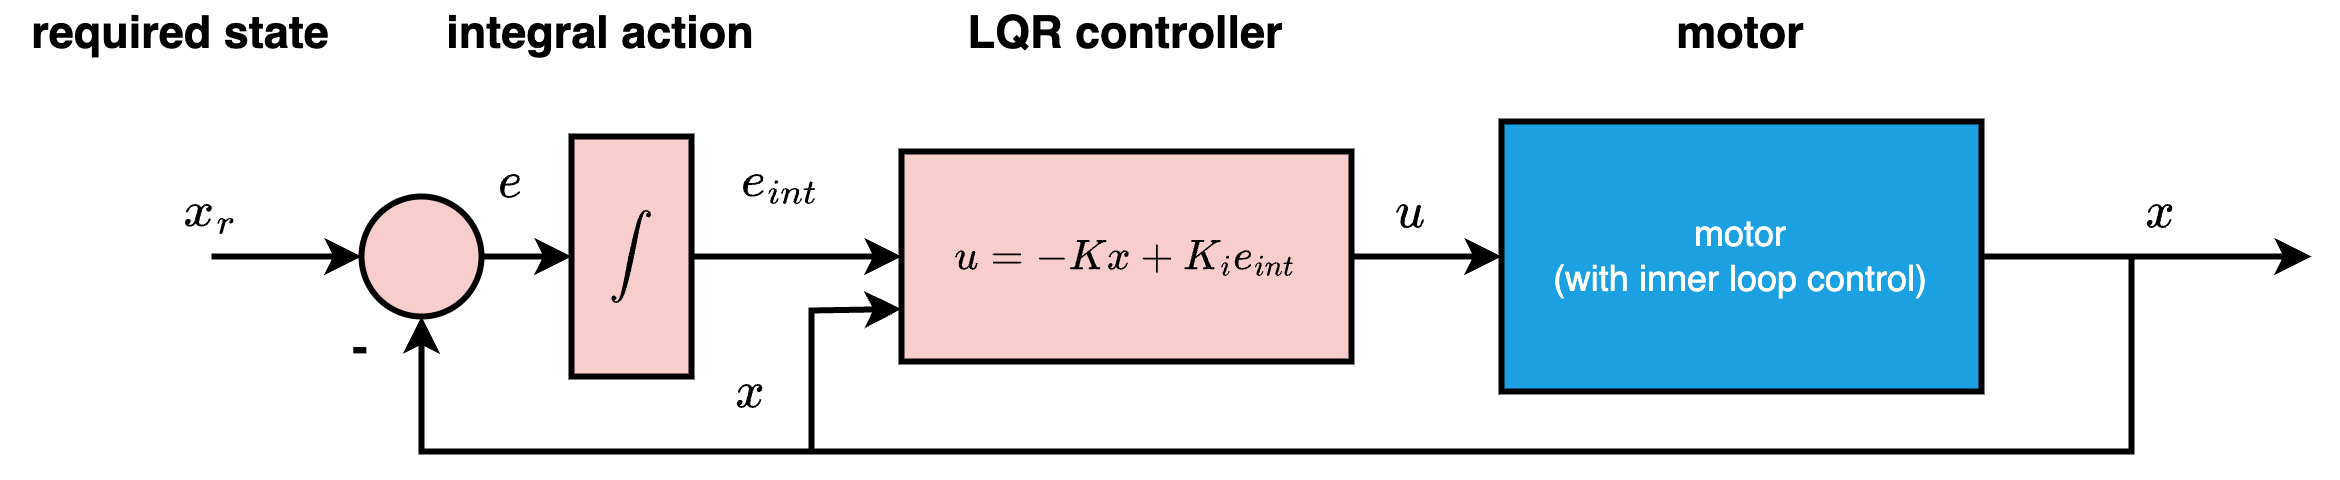 required state
integral action
LQR controller
motor
x_r
e
∫
e_{int}
u = −Kx + K_i e_{int}
u
motor
(with inner loop control)
x
-
x